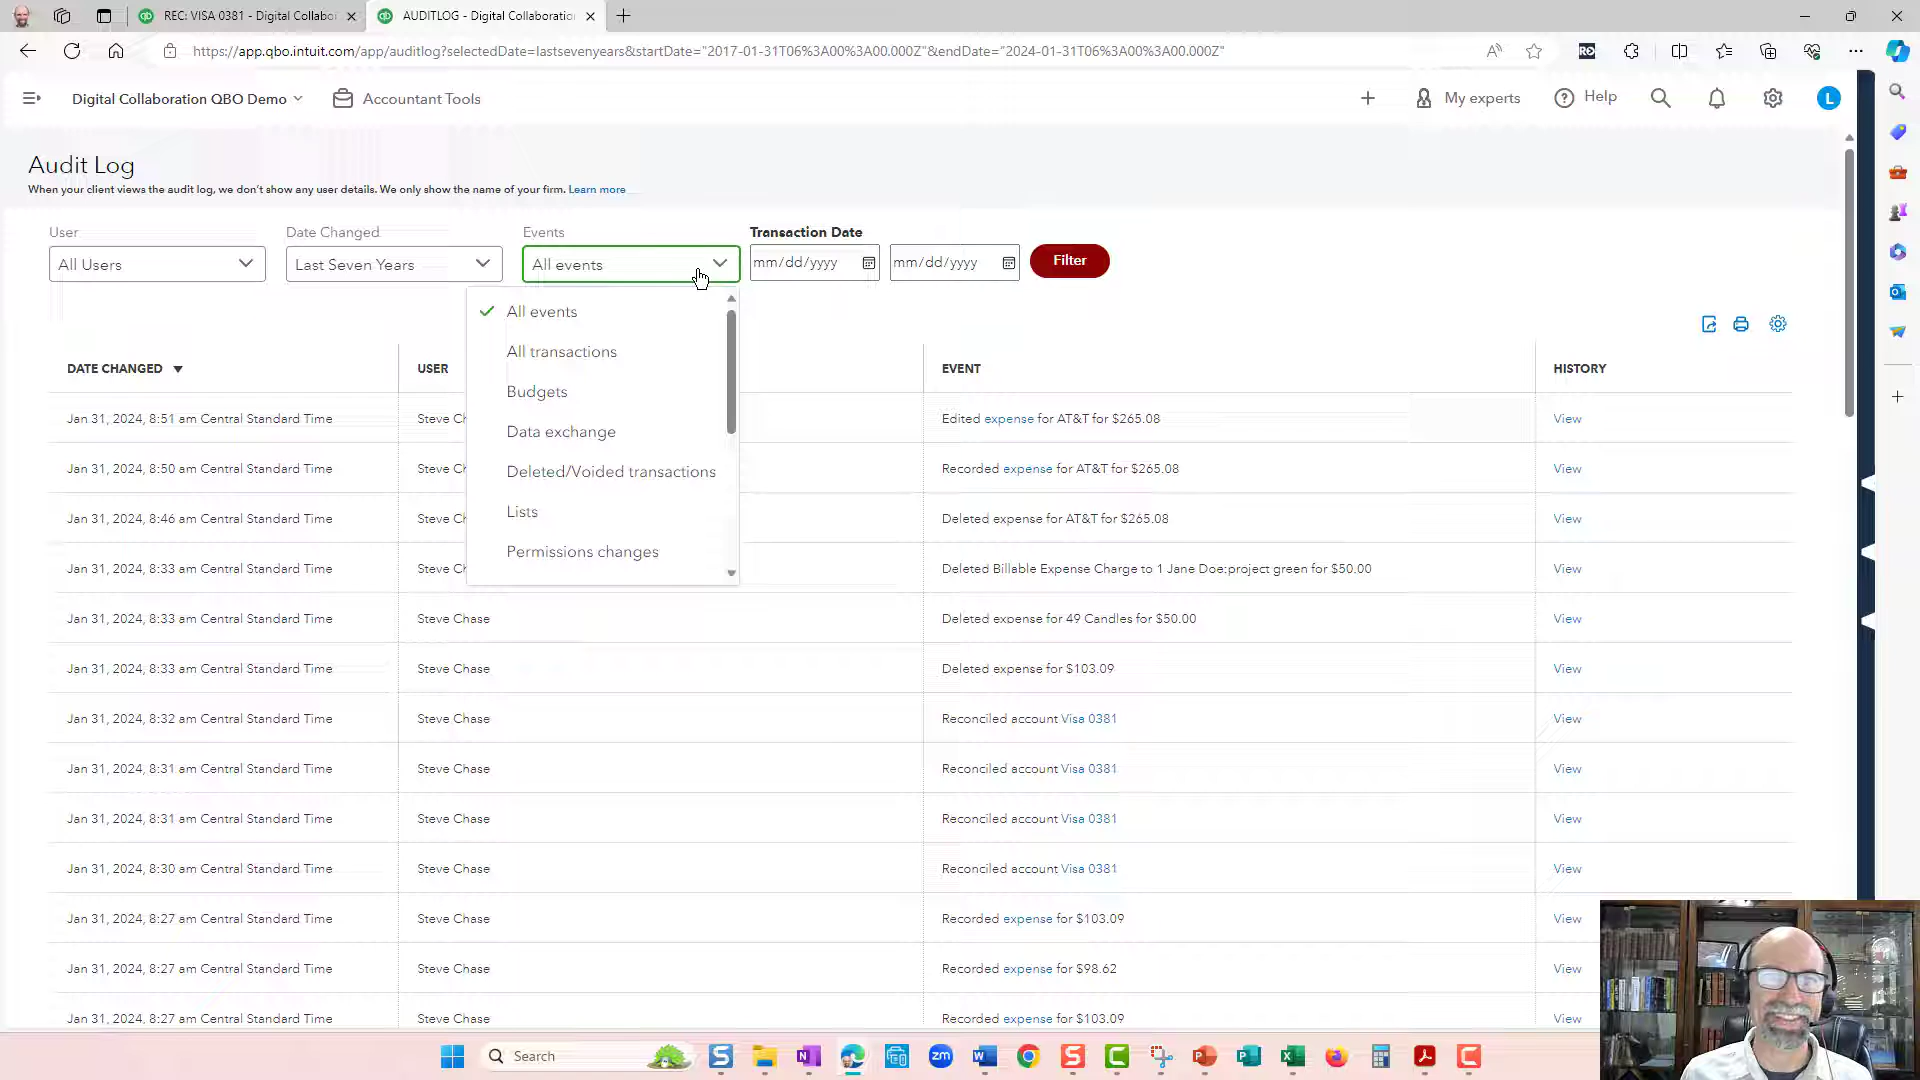 REC: VISA 0381 - Digital Collabor
AUDITLOG - Digital Collaboration
https://app.qbo.intuit.com/app/auditlog?selectedDate=lastsevenyears&startDate="2017-01-31T06%3A00%3A00.000Z"&endDate="2024-01-31T06%3A00%3A00.000Z"
Digital Collaboration QBO Demo
Accountant Tools
My experts
Help
L
Audit Log
When your client views the audit log, we don't show any user details. We only show the name of your firm. Learn more
User
Date Changed
Events
Transaction Date
All Users
Last Seven Years
All events
mm/dd/yyyy
mm/dd/yyyy
Filter
All events
All transactions
Budgets
Data exchange
Deleted/Voided transactions
Lists
Permissions changes
DATE CHANGED USER EVENT HISTORY
Jan 31, 2024, 8:51 am Central Standard Time Steve Ch Edited expense for AT&T for $265.08 View
Jan 31, 2024, 8:50 am Central Standard Time Steve Ch Recorded expense for AT&T for $265.08 View
Jan 31, 2024, 8:46 am Central Standard Time Steve Ch Deleted expense for AT&T for $265.08 View
Jan 31, 2024, 8:33 am Central Standard Time Steve Ch Deleted Billable Expense Charge to 1 Jane Doe:project green for $50.00 View
Jan 31, 2024, 8:33 am Central Standard Time Steve Chase Deleted expense for 49 Candles for $50.00 View
Jan 31, 2024, 8:33 am Central Standard Time Steve Chase Deleted expense for $103.09 View
Jan 31, 2024, 8:32 am Central Standard Time Steve Chase Reconciled account Visa 0381 View
Jan 31, 2024, 8:31 am Central Standard Time Steve Chase Reconciled account Visa 0381 View
Jan 31, 2024, 8:31 am Central Standard Time Steve Chase Reconciled account Visa 0381 View
Jan 31, 2024, 8:30 am Central Standard Time Steve Chase Reconciled account Visa 0381 View
Jan 31, 2024, 8:27 am Central Standard Time Steve Chase Recorded expense for $103.09 View
Jan 31, 2024, 8:27 am Central Standard Time Steve Chase Recorded expense for $98.62 View
Jan 31, 2024, 8:27 am Central Standard Time Steve Chase Recorded expense for $103.09 View
Search
zm